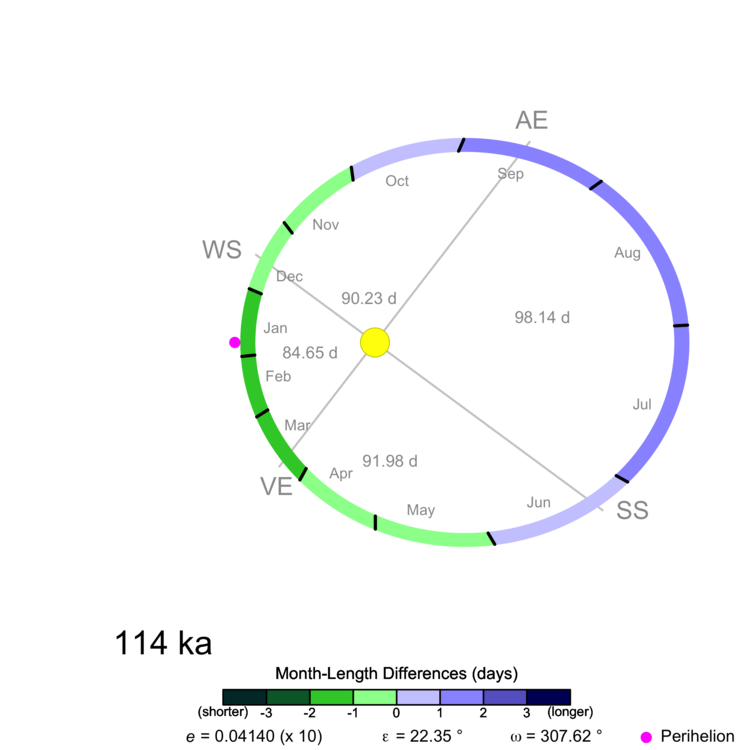 AE
Sep
Oct
Nov
Aug
WS
Dec
90.23 d
98.14 d
Jan
84.65 d
Feb
Jul
Mar
91.98 d
Apr
VE
May
Jun
SS
114 ka
Month-Length Differences (days)
(shorter) -3 -2 -1 0 1 2 3 (longer)
e = 0.04140 (x 10) ε = 22.35 ° ω = 307.62 ° Perihelion